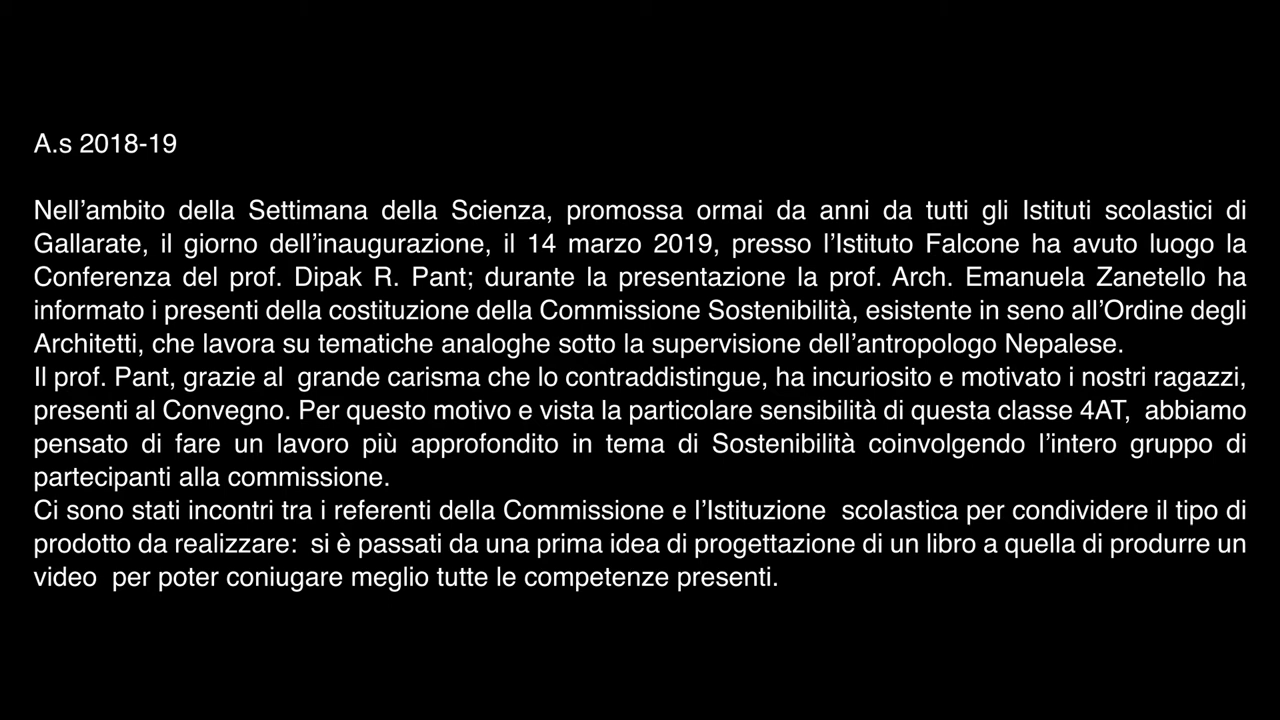 A.s 2018-19
Nell’ambito della Settimana della Scienza, promossa ormai da anni da tutti gli Istituti scolastici di
Gallarate, il giorno dell’inaugurazione, il 14 marzo 2019, presso l’Istituto Falcone ha avuto luogo la
Conferenza del prof. Dipak R. Pant; durante la presentazione la prof. Arch. Emanuela Zanetello ha
informato i presenti della costituzione della Commissione Sostenibilità, esistente in seno all’Ordine degli
Architetti, che lavora su tematiche analoghe sotto la supervisione dell’antropologo Nepalese.
Il prof. Pant, grazie al  grande carisma che lo contraddistingue, ha incuriosito e motivato i nostri ragazzi,
presenti al Convegno. Per questo motivo e vista la particolare sensibilità di questa classe 4AT,  abbiamo
pensato di fare un lavoro più approfondito in tema di Sostenibilità coinvolgendo l’intero gruppo di
partecipanti alla commissione.
Ci sono stati incontri tra i referenti della Commissione e l’Istituzione  scolastica per condividere il tipo di
prodotto da realizzare:  si è passati da una prima idea di progettazione di un libro a quella di produrre un
video  per poter coniugare meglio tutte le competenze presenti.